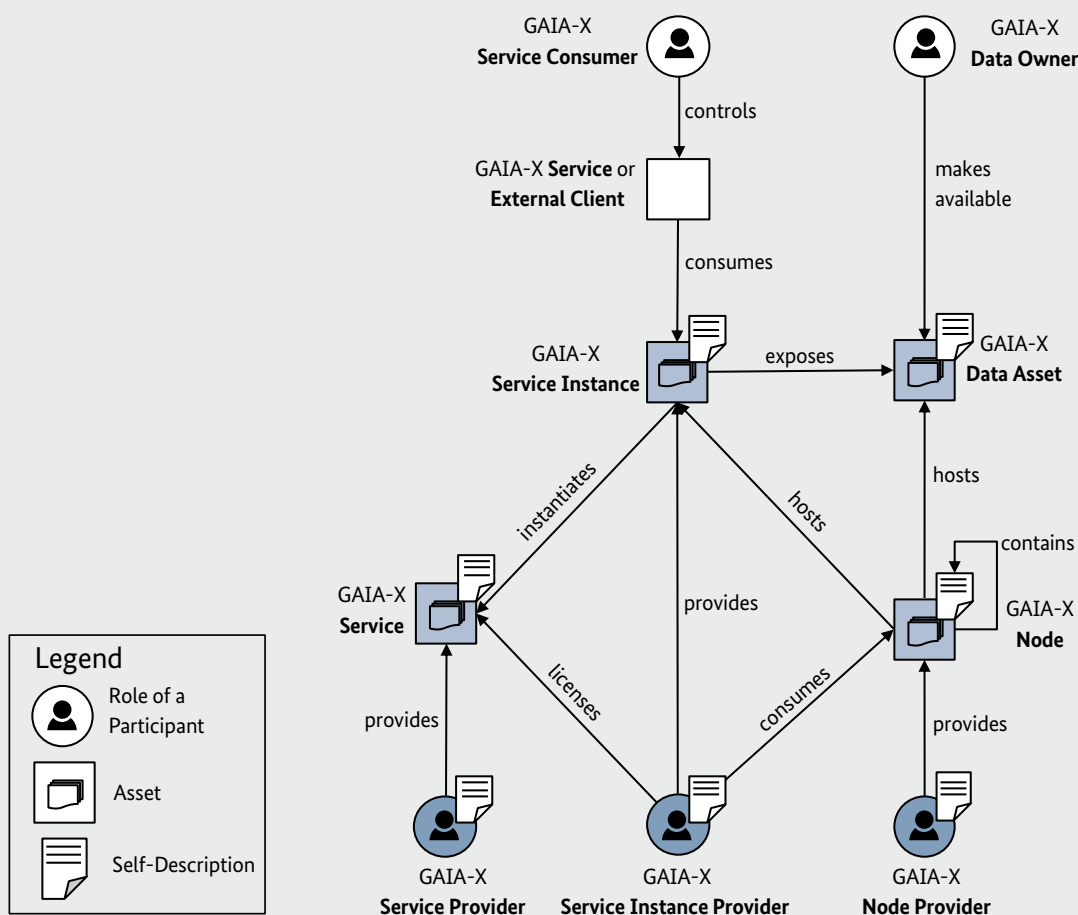 GAIA-X
Service Consumer
GAIA-X
Data Owner
controls
GAIA-X Service or
External Client
makes
available
consumes
GAIA-X
Service Instance
exposes
GAIA-X
Data Asset
instantiates
hosts
hosts
contains
GAIA-X
Service
provides
GAIA-X
Node
Legend
Role of a
Participant
Asset
Self-Description
provides
licenses
consumes
provides
GAIA-X
Service Provider
GAIA-X
Service Instance Provider
GAIA-X
Node Provider